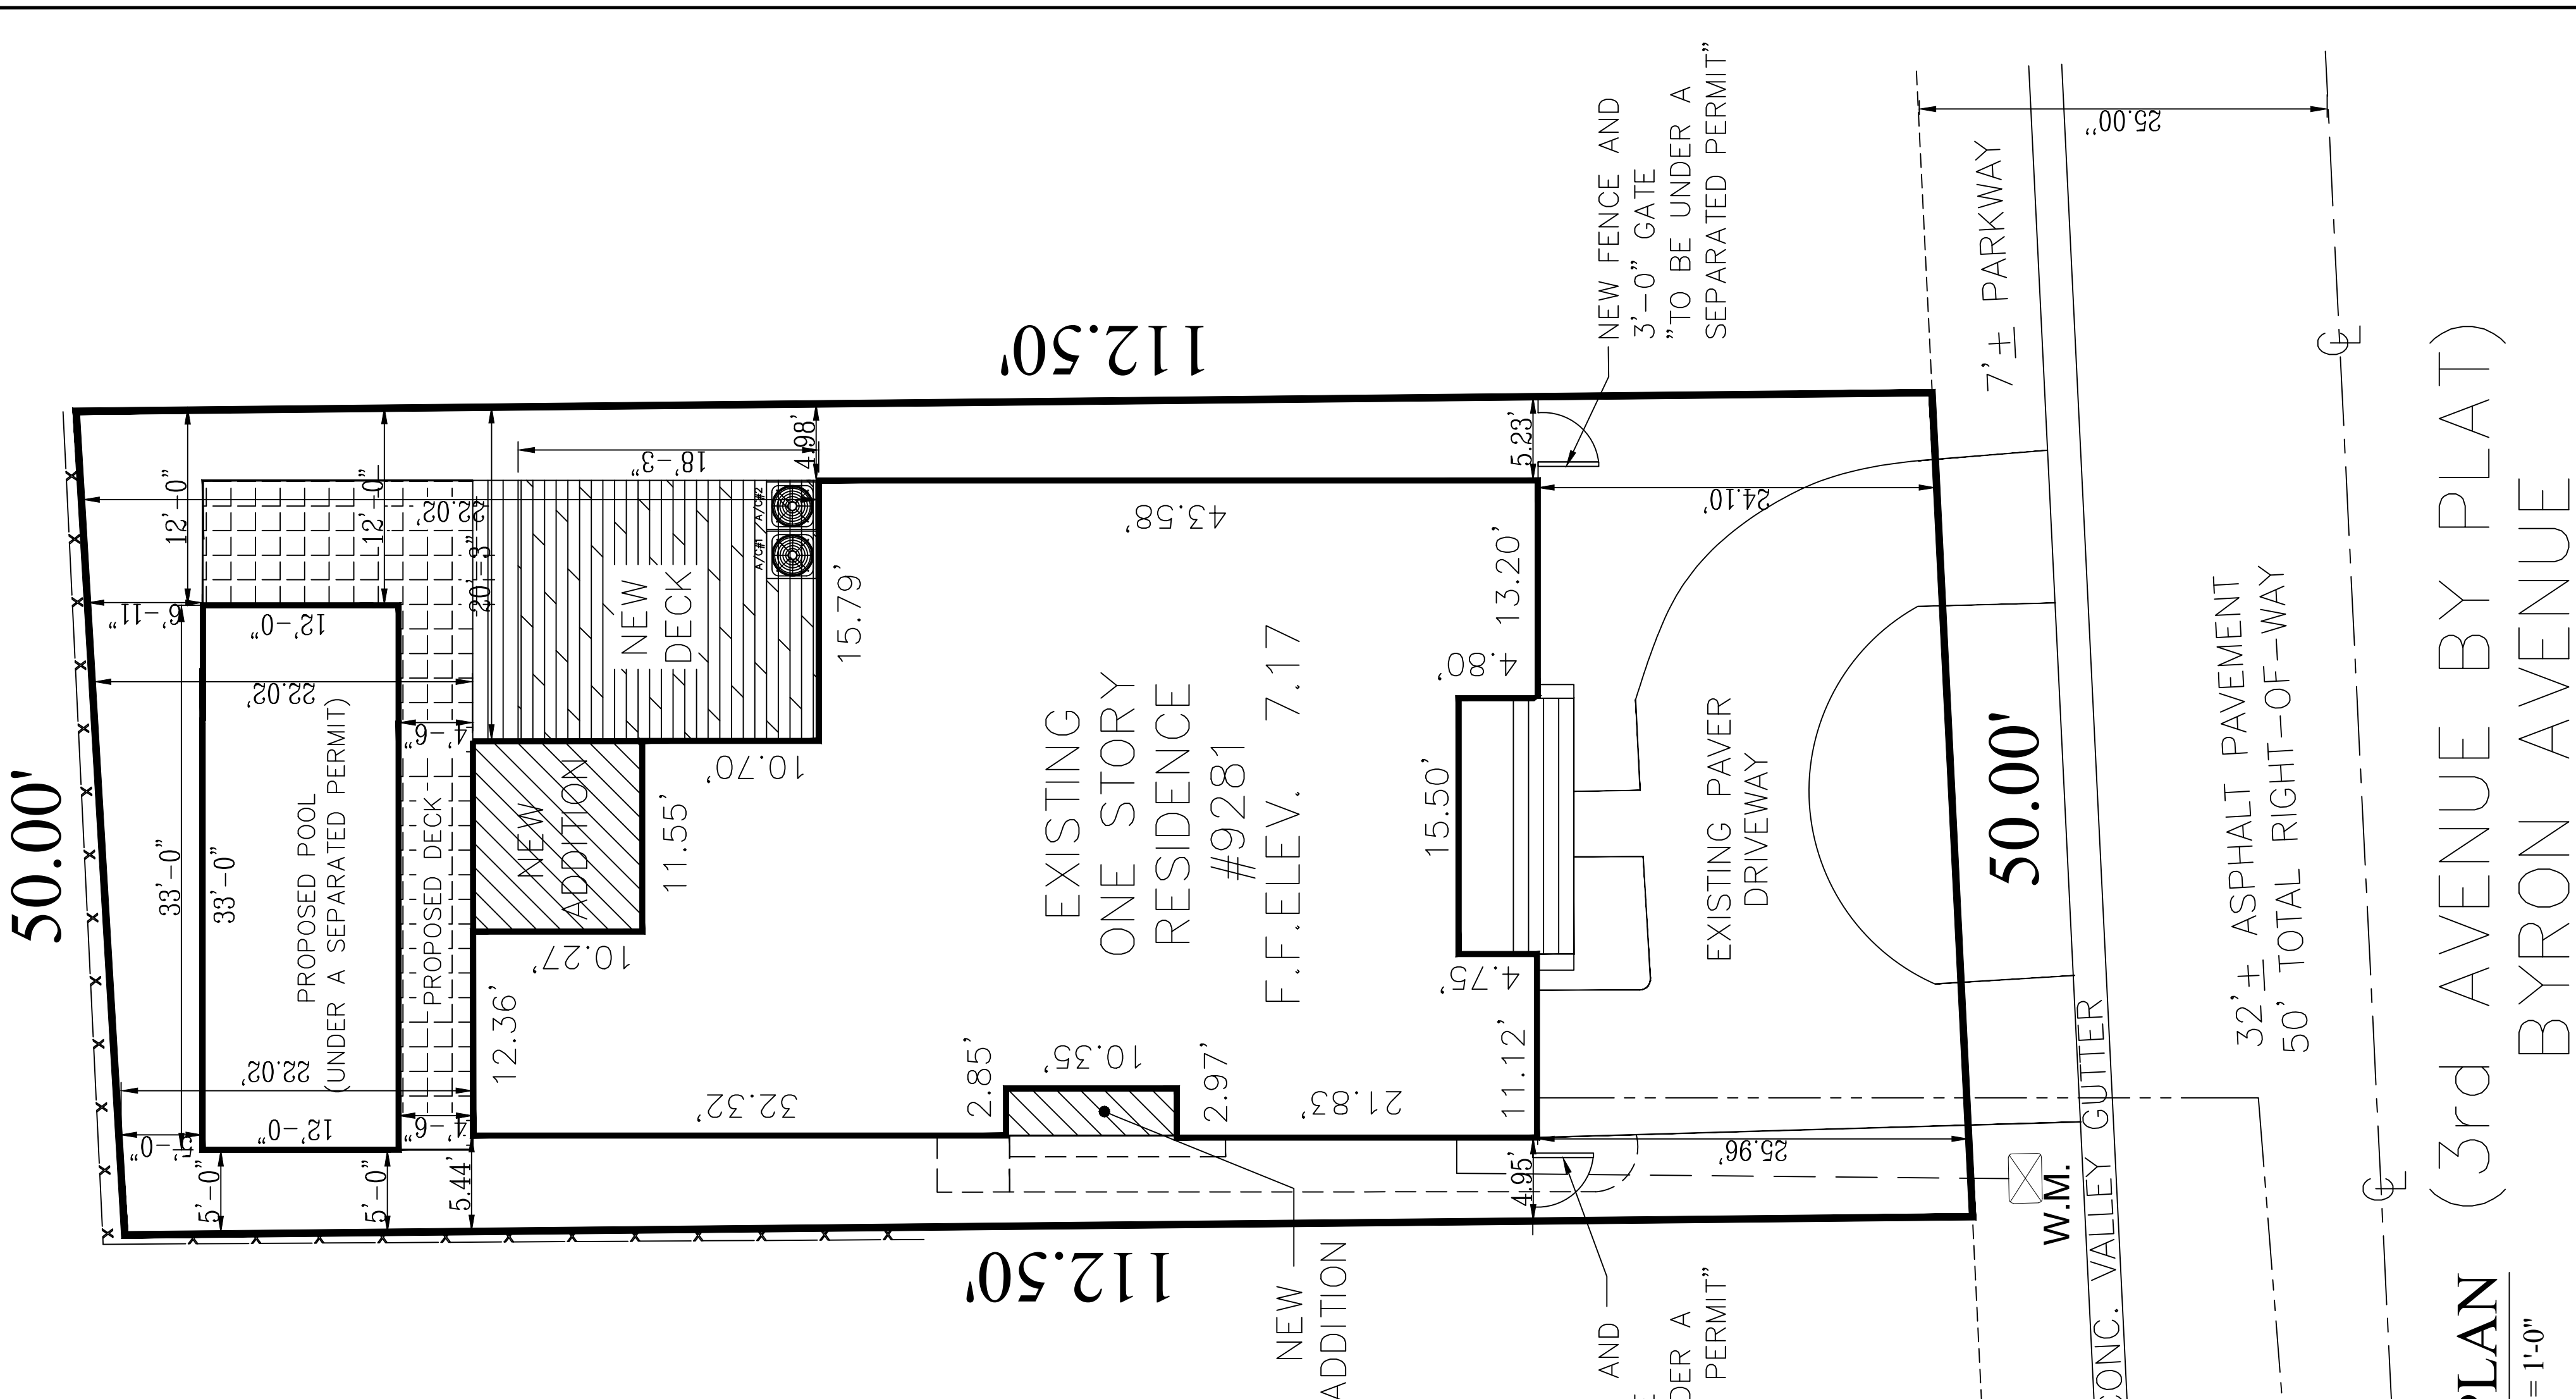 50.00'
112.50'
112.50'
50.00'
12'-0"
12'-0"
6'-11"
12'-0"
33'-0"
33'-0"
PROPOSED POOL
(UNDER A SEPARATED PERMIT)
PROPOSED DECK
22.02'
22.02'
22.02'
20'-3"
4'-6"
4'-6"
12'-0"
5'-0"
5'-0"
5'-0"
5.44'
18'-3"
4.98'
A/C#1
A/C#2
NEW
DECK
15.79'
10.70'
NEW
ADDITION
11.55'
10.27'
12.36'
32.32'
2.85'
10.35'
2.97'
21.83'
43.58'
EXISTING
ONE STORY
RESIDENCE
#9281
F.F.ELEV. 7.17
15.50'
4.80'
13.20'
4.75'
11.12'
5.23'
4.95'
24.10'
25.96'
EXISTING PAVER
DRIVEWAY
NEW FENCE AND
3'-0" GATE
"TO BE UNDER A
SEPARATED PERMIT"
NEW
ADDITION
AND
DER A
PERMIT"
W.M.
7'± PARKWAY
25.00"
CONC. VALLEY GUTTER
32'± ASPHALT PAVEMENT
50' TOTAL RIGHT-OF-WAY
CL
CL
(3rd AVENUE BY PLAT)
BYRON AVENUE
PLAN
= 1'-0"